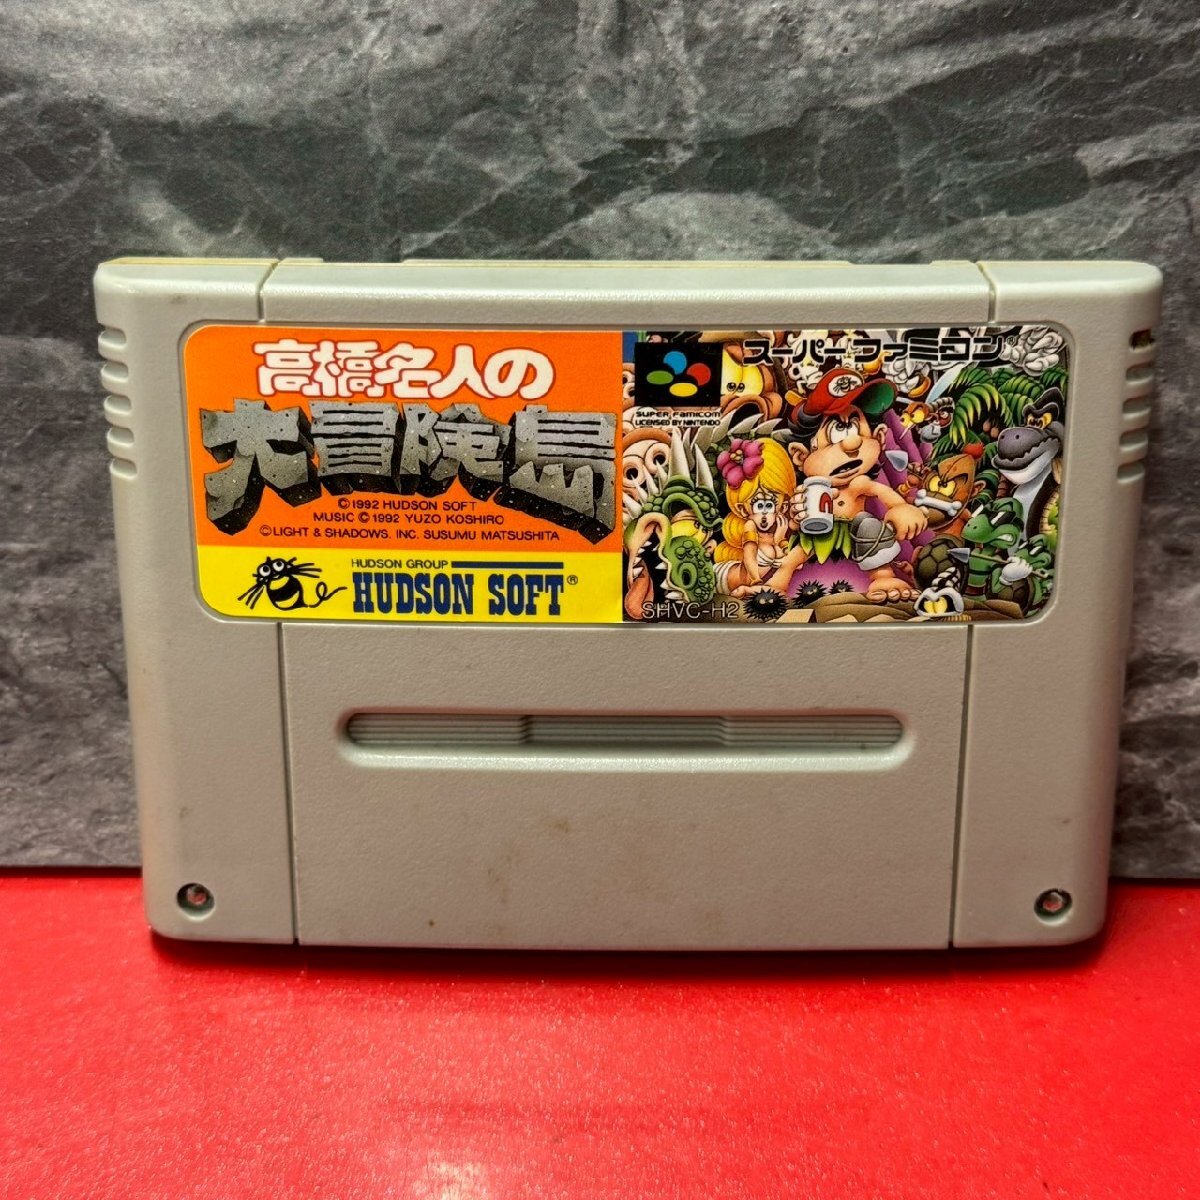 高橋名人の
大冒険島
©1992 HUDSON SOFT
MUSIC ©1992 YUZO KOSHIRO
©LIGHT & SHADOWS. INC. SUSUMU MATSUSHITA
HUDSON GROUP
HUDSON SOFT®
スーパーファミコン®
SUPER FAMICOM
LICENSED BY NINTENDO
SHVC-H2